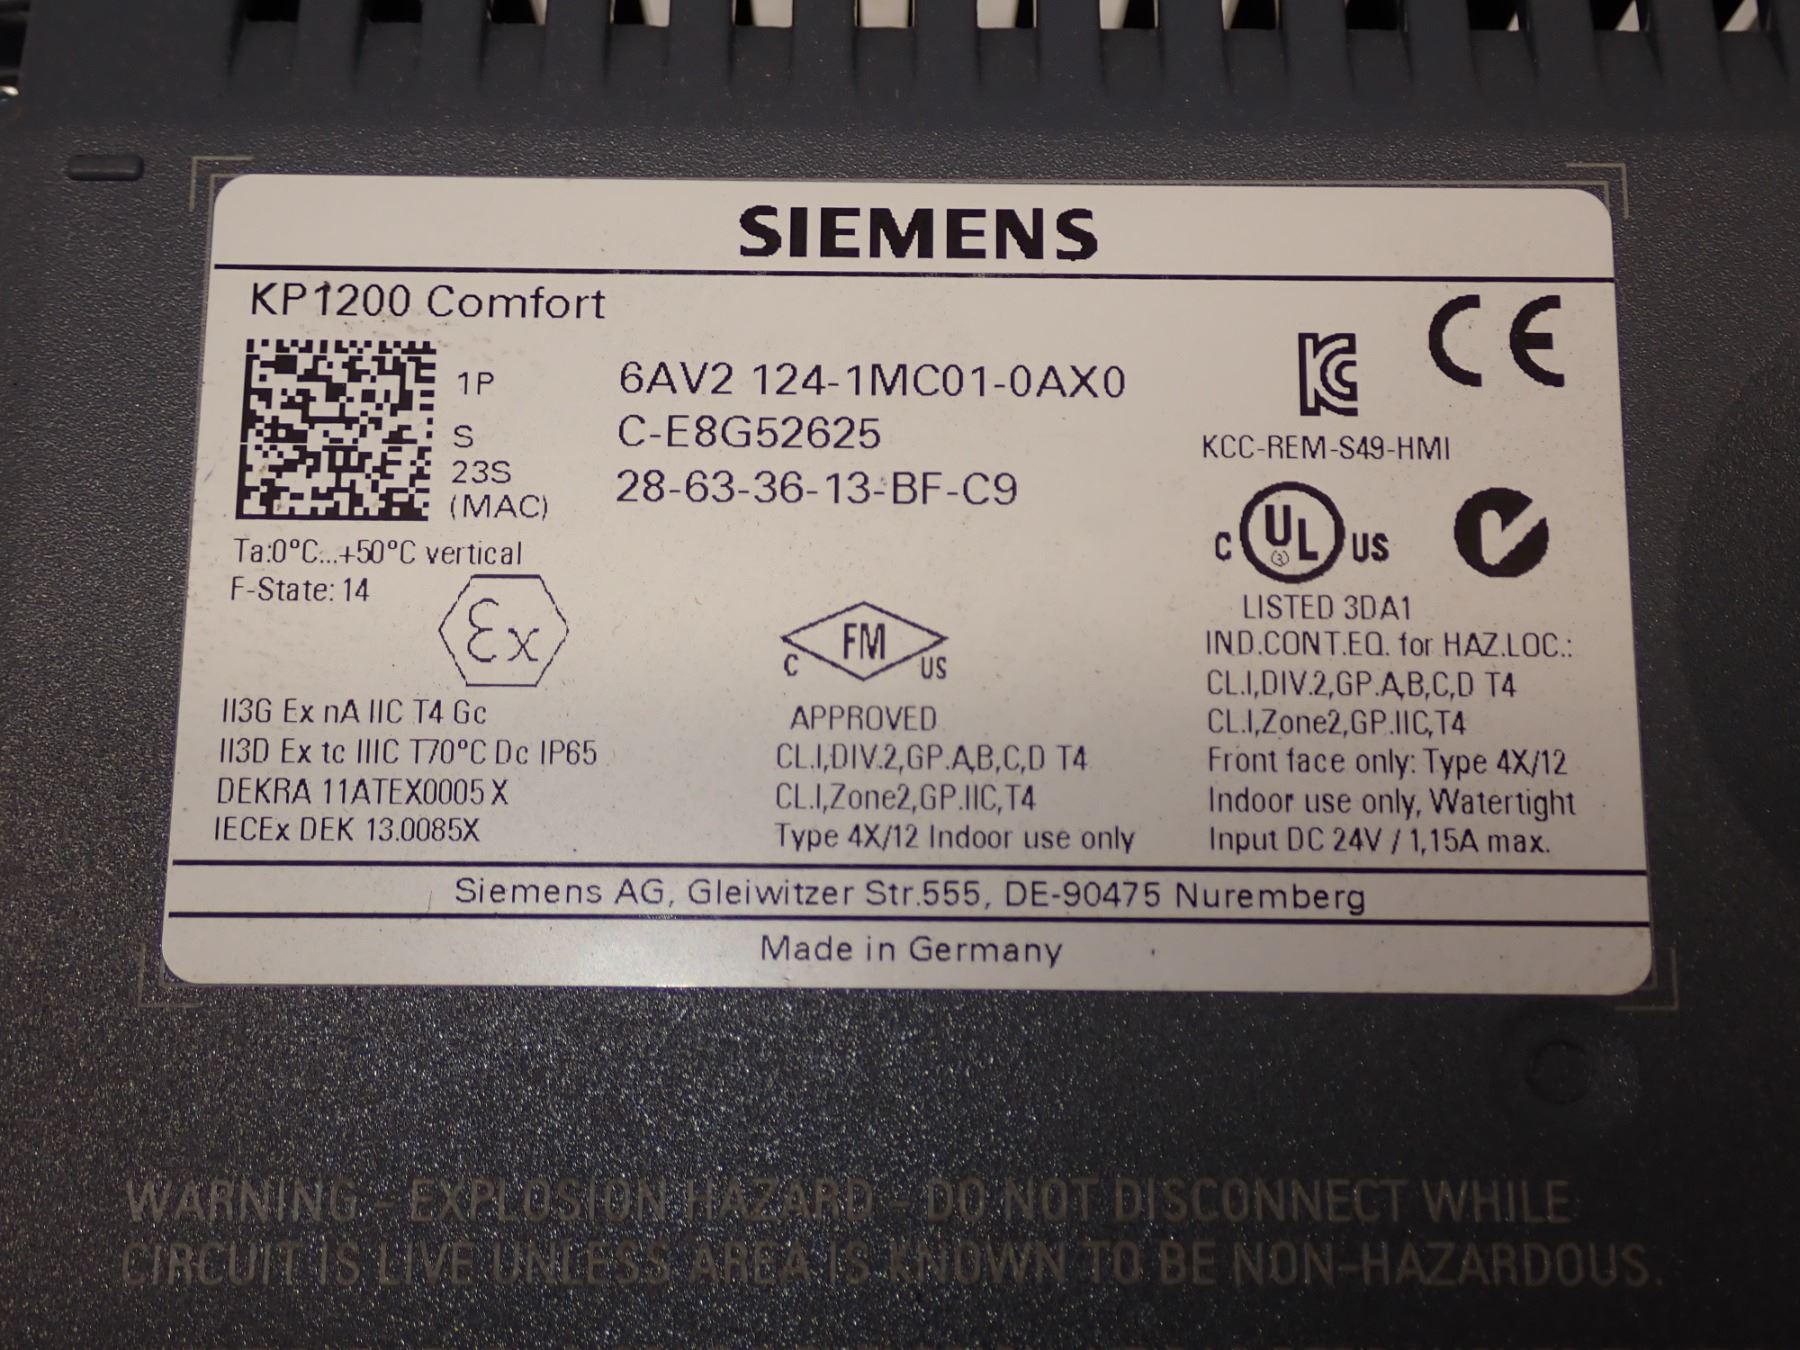 SIEMENS
KP1200 Comfort
1P 6AV2 124-1MC01-0AX0
S C-E8G52625
23S
(MAC) 28-63-36-13-BF-C9
Ta:0°C...+50°C vertical
F-State: 14
Ex
II3G Ex nA IIC T4 Gc
II3D Ex tc IIIC T70°C Dc IP65
DEKRA 11ATEX0005 X
IECEx DEK 13.0085X
C FM US
APPROVED
CL.I,DIV.2,GP.A,B,C,D T4
CL.I,Zone2,GP.IIC,T4
Type 4X/12 Indoor use only
CE
KC
KCC-REM-S49-HMI
C UL US
LISTED 3DA1
IND.CONT.EQ. for HAZ.LOC.:
CL.I,DIV.2,GP.A,B,C,D T4
CL.I,Zone2,GP.IIC,T4
Front face only: Type 4X/12
Indoor use only, Watertight
Input DC 24V / 1,15A max.
Siemens AG, Gleiwitzer Str.555, DE-90475 Nuremberg
Made in Germany
WARNING - EXPLOSION HAZARD - DO NOT DISCONNECT WHILE
CIRCUIT IS LIVE UNLESS AREA IS KNOWN TO BE NON-HAZARDOUS.